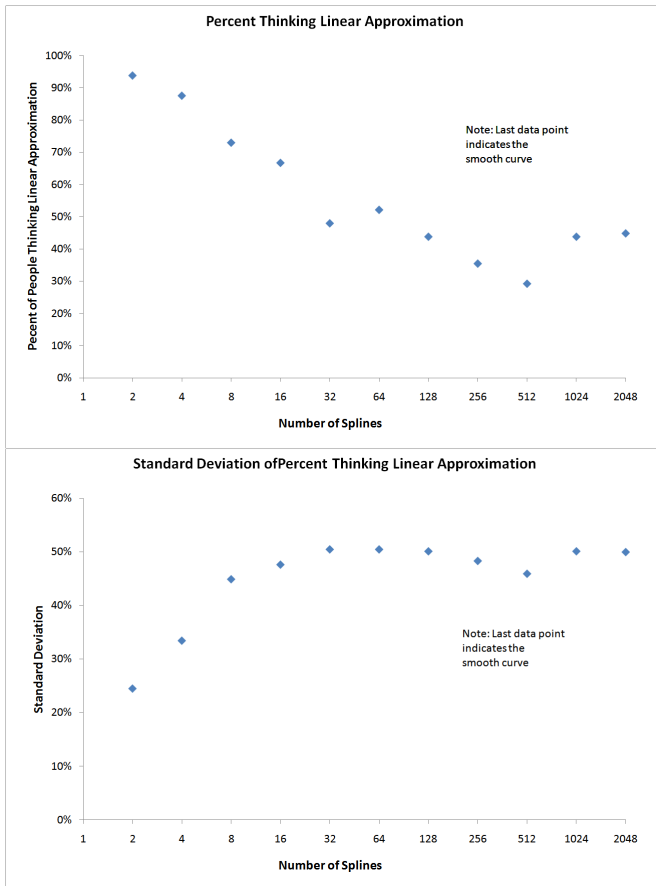 Percent Thinking Linear Approximation
Pecent of People Thinking Linear Approximation
100%
90%
80%
70%
60%
50%
40%
30%
20%
10%
0%
Note: Last data point
indicates the
smooth curve
1 2 4 8 16 32 64 128 256 512 1024 2048
Number of Splines
Standard Deviation ofPercent Thinking Linear Approximation
Standard Deviation
60%
50%
40%
30%
20%
10%
0%
Note: Last data point
indicates the
smooth curve
1 2 4 8 16 32 64 128 256 512 1024 2048
Number of Splines